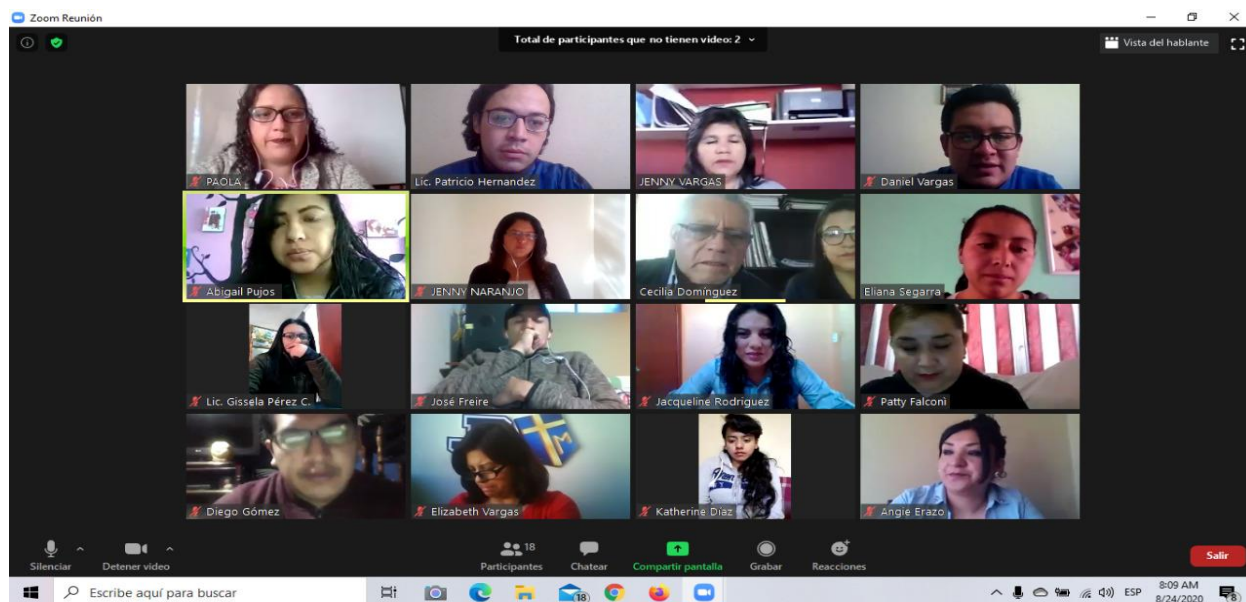 Zoom Reunión
Total de participantes que no tienen video: 2
Vista del hablante
PAOLA
Lic. Patricio Hernandez
JENNY VARGAS
Daniel Vargas
Abigail Pujos
JENNY NARANJO
Cecilia Domínguez
Eliana Segarra
Lic. Gissela Pérez C.
José Freire
Jacqueline Rodriguez
Patty Falconi
Diego Gómez
Elizabeth Vargas
Katherine Díaz
Angie Erazo
M
18
Silenciar
Detener video
Participantes
Chatear
Compartir pantalla
Grabar
Reacciones
Salir
Escribe aquí para buscar
18
ESP
8:09 AM
8/24/2020
8